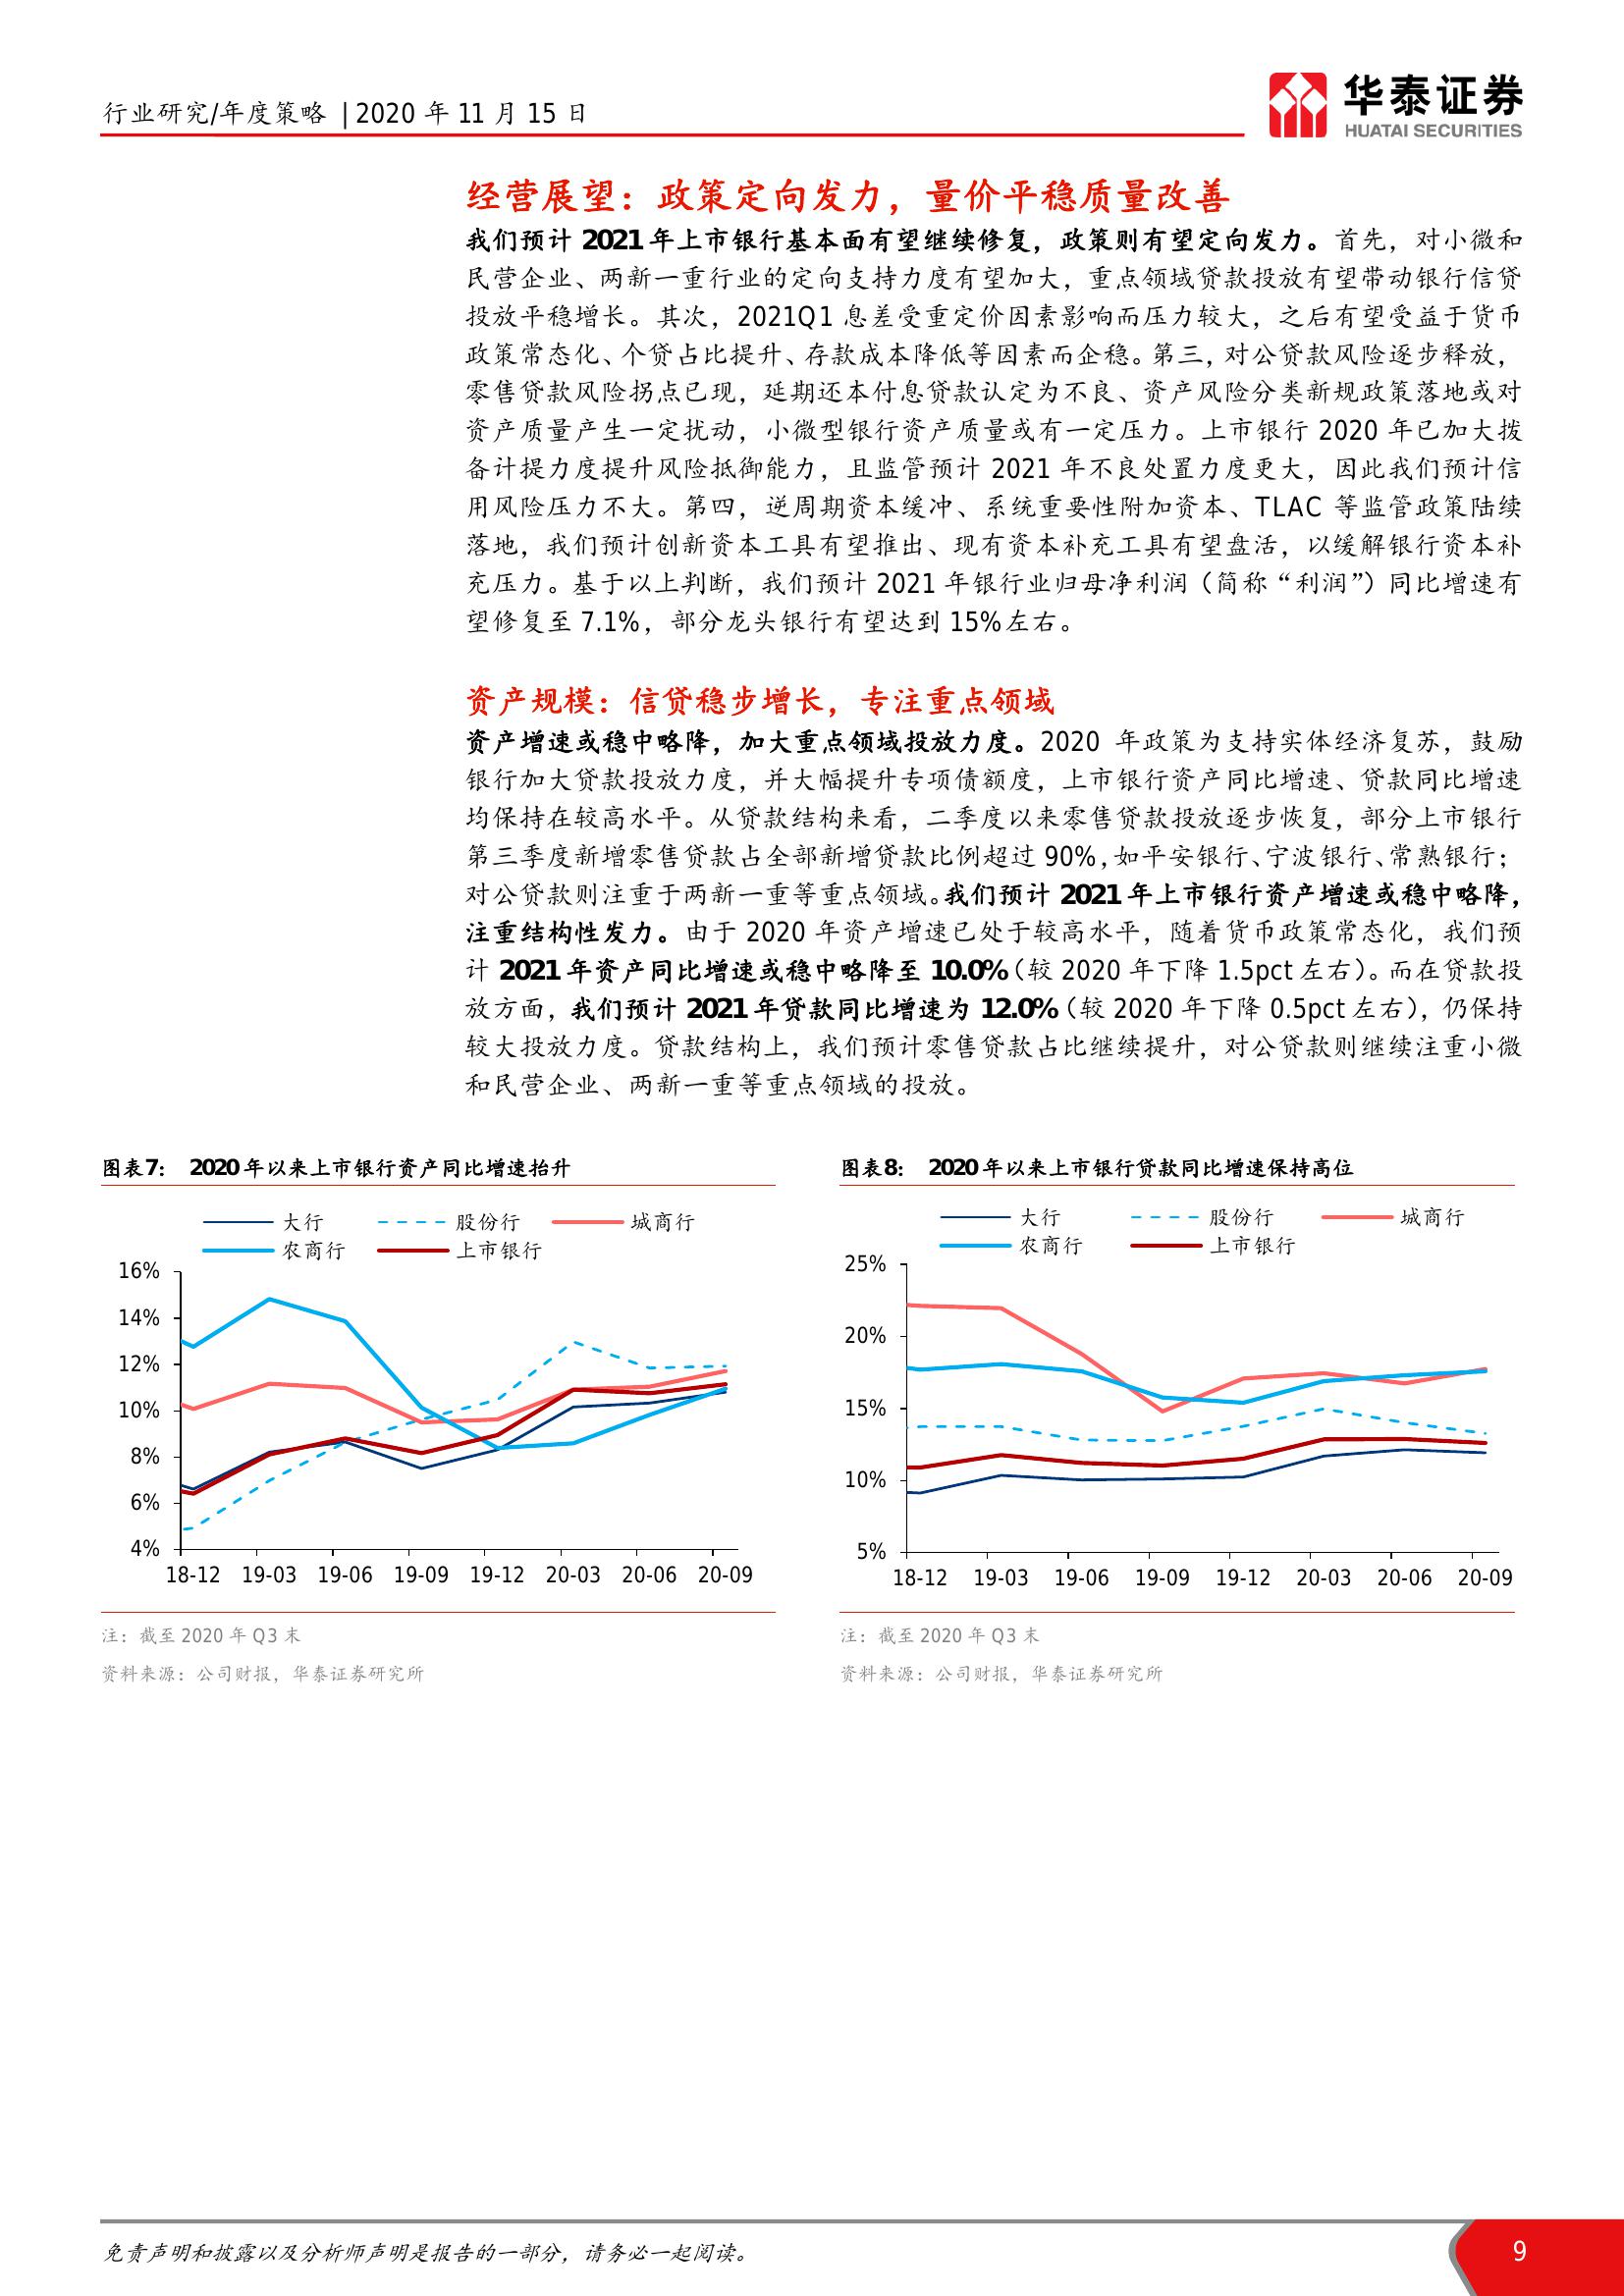 行业研究/年度策略 | 2020 年 11 月 15 日
华泰证券
HUATAI SECURITIES
经营展望：政策定向发力，量价平稳质量改善
我们预计 2021 年上市银行基本面有望继续修复，政策则有望定向发力。首先，对小微和
民营企业、两新一重行业的定向支持力度有望加大，重点领域贷款投放有望带动银行信贷
投放平稳增长。其次，2021Q1 息差受重定价因素影响而压力较大，之后有望受益于货币
政策常态化、个贷占比提升、存款成本降低等因素而企稳。第三，对公贷款风险逐步释放，
零售贷款风险拐点已现，延期还本付息贷款认定为不良、资产风险分类新规政策落地或对
资产质量产生一定扰动，小微型银行资产质量或有一定压力。上市银行 2020 年已加大拨
备计提力度提升风险抵御能力，且监管预计 2021 年不良处置力度更大，因此我们预计信
用风险压力不大。第四，逆周期资本缓冲、系统重要性附加资本、TLAC 等监管政策陆续
落地，我们预计创新资本工具有望推出、现有资本补充工具有望盘活，以缓解银行资本补
充压力。基于以上判断，我们预计 2021 年银行业归母净利润（简称“利润”）同比增速有
望修复至 7.1%，部分龙头银行有望达到 15%左右。
资产规模：信贷稳步增长，专注重点领域
资产增速或稳中略降，加大重点领域投放力度。2020 年政策为支持实体经济复苏，鼓励
银行加大贷款投放力度，并大幅提升专项债额度，上市银行资产同比增速、贷款同比增速
均保持在较高水平。从贷款结构来看，二季度以来零售贷款投放逐步恢复，部分上市银行
第三季度新增零售贷款占全部新增贷款比例超过 90%，如平安银行、宁波银行、常熟银行；
对公贷款则注重于两新一重等重点领域。我们预计 2021 年上市银行资产增速或稳中略降，
注重结构性发力。由于 2020 年资产增速已处于较高水平，随着货币政策常态化，我们预
计 2021 年资产同比增速或稳中略降至 10.0%（较 2020 年下降 1.5pct 左右）。而在贷款投
放方面，我们预计 2021 年贷款同比增速为 12.0%（较 2020 年下降 0.5pct 左右），仍保持
较大投放力度。贷款结构上，我们预计零售贷款占比继续提升，对公贷款则继续注重小微
和民营企业、两新一重等重点领域的投放。
图表7： 2020 年以来上市银行资产同比增速抬升
大行 股份行 城商行
农商行 上市银行
16%
14%
12%
10%
8%
6%
4%
18-12 19-03 19-06 19-09 19-12 20-03 20-06 20-09
注：截至 2020 年 Q3 末
资料来源：公司财报，华泰证券研究所
图表8： 2020 年以来上市银行贷款同比增速保持高位
大行 股份行 城商行
农商行 上市银行
25%
20%
15%
10%
5%
18-12 19-03 19-06 19-09 19-12 20-03 20-06 20-09
注：截至 2020 年 Q3 末
资料来源：公司财报，华泰证券研究所
免责声明和披露以及分析师声明是报告的一部分，请务必一起阅读。
9